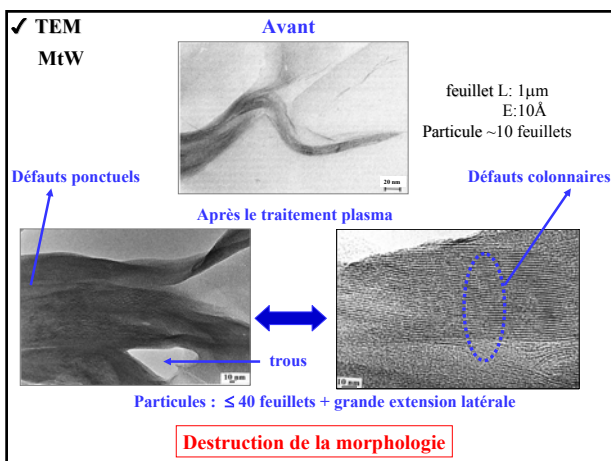 ✓ TEM
MtW
Avant
feuillet L: 1μm
E:10Å
Particule ~10 feuillets
20 nm
Défauts ponctuels
Défauts colonnaires
Après le traitement plasma
trous
10 nm
10 nm
Particules : ≤ 40 feuillets + grande extension latérale
Destruction de la morphologie